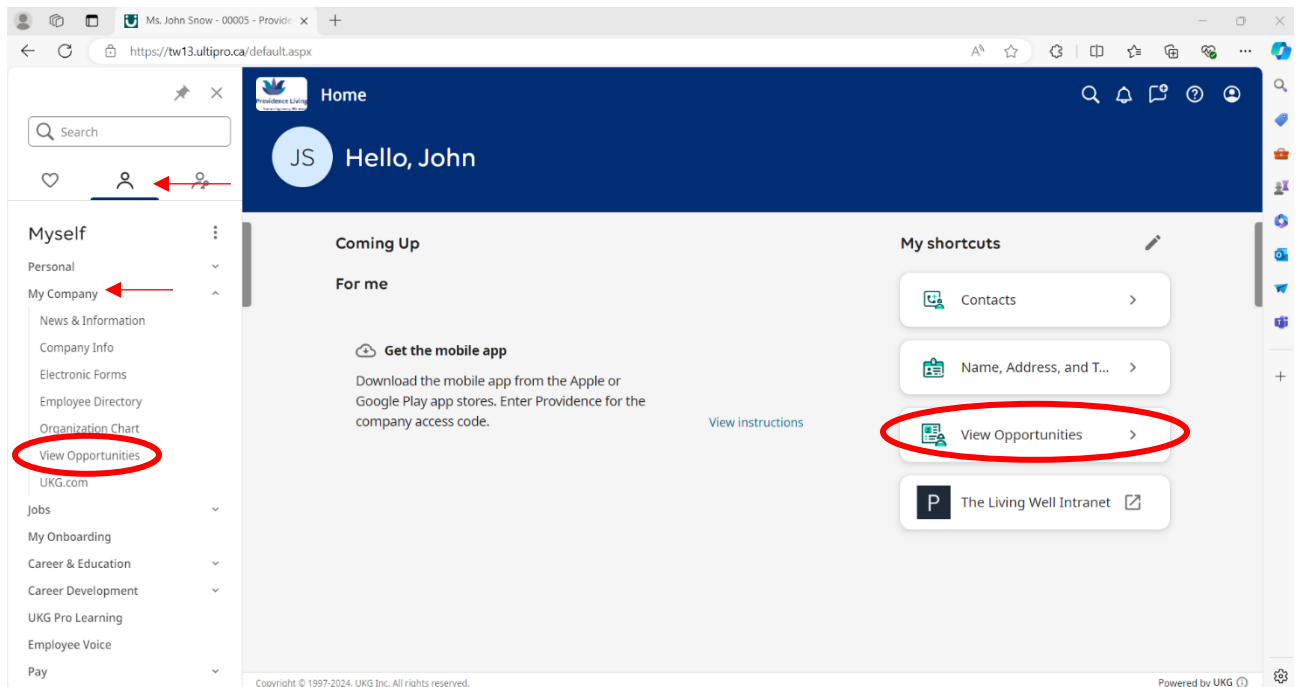 Ms. John Snow - 00005 - Provide
https://tw13.ultipro.ca/default.aspx
Search
Myself
Personal
My Company
News & Information
Company Info
Electronic Forms
Employee Directory
Organization Chart
View Opportunities
UKG.com
Jobs
My Onboarding
Career & Education
Career Development
UKG Pro Learning
Employee Voice
Pay
Providence Living
Home
JS
Hello, John
Coming Up
For me
Get the mobile app
Download the mobile app from the Apple or
Google Play app stores. Enter Providence for the
company access code.
View instructions
My shortcuts
Contacts
Name, Address, and T...
View Opportunities
P
The Living Well Intranet
Copyright © 1997-2024. UKG Inc. All rights reserved.
Powered by UKG